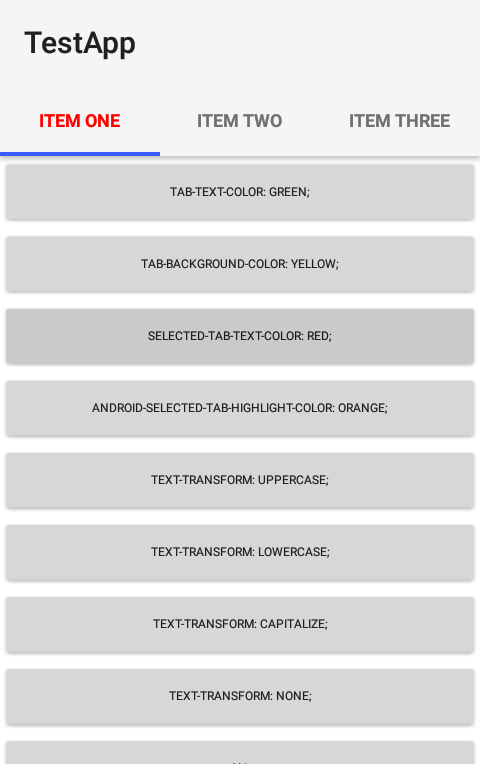 TestApp
ITEM ONE
ITEM TWO
ITEM THREE
TAB-TEXT-COLOR: GREEN;
TAB-BACKGROUND-COLOR: YELLOW;
SELECTED-TAB-TEXT-COLOR: RED;
ANDROID-SELECTED-TAB-HIGHLIGHT-COLOR: ORANGE;
TEXT-TRANSFORM: UPPERCASE;
TEXT-TRANSFORM: LOWERCASE;
TEXT-TRANSFORM: CAPITALIZE;
TEXT-TRANSFORM: NONE;